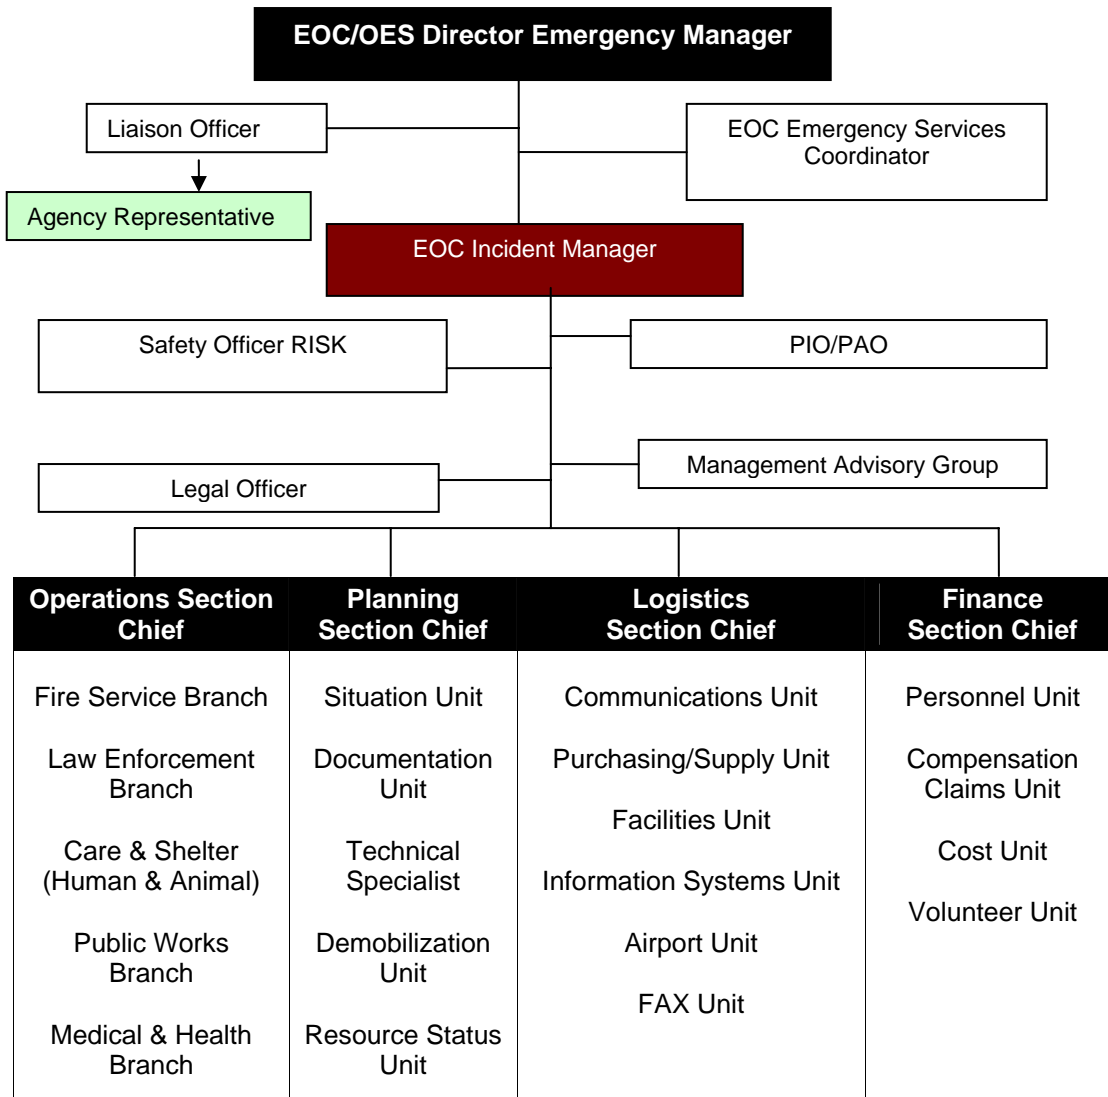 EOC/OES Director Emergency Manager
Liaison Officer
EOC Emergency Services
Coordinator
Agency Representative
EOC Incident Manager
Safety Officer RISK
PIO/PAO
Management Advisory Group
Legal Officer
Operations Section
Chief
Fire Service Branch
Law Enforcement
Branch
Care & Shelter
(Human & Animal)
Public Works
Branch
Medical & Health
Branch
Planning
Section Chief
Situation Unit
Documentation
Unit
Technical
Specialist
Demobilization
Unit
Resource Status
Unit
Logistics
Section Chief
Communications Unit
Purchasing/Supply Unit
Facilities Unit
Information Systems Unit
Airport Unit
FAX Unit
Finance
Section Chief
Personnel Unit
Compensation
Claims Unit
Cost Unit
Volunteer Unit